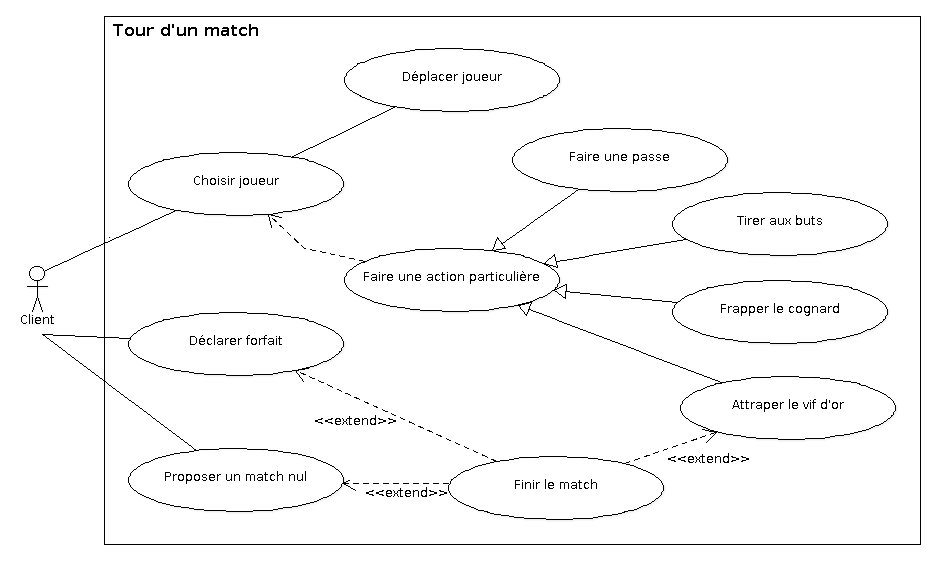 Tour d'un match
Déplacer joueur
Faire une passe
Choisir joueur
Tirer aux buts
Faire une action particulière
Frapper le cognard
Client
Déclarer forfait
Attraper le vif d'or
<<extend>>
<<extend>>
Proposer un match nul
<<extend>>
Finir le match